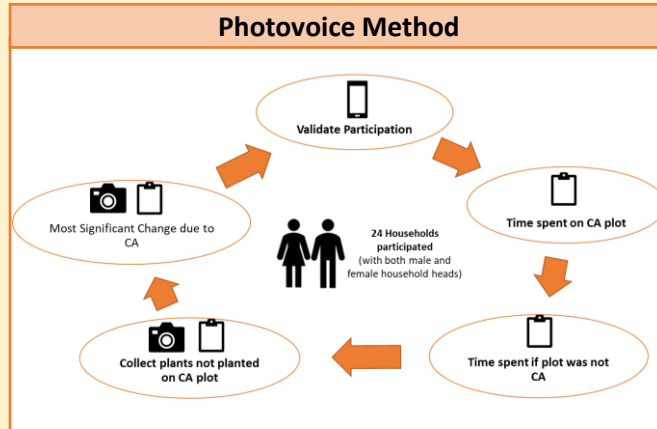 Photovoice Method
Validate Participation
Time spent on CA plot
Time spent if plot was not
CA
Collect plants not planted
on CA plot
Most Significant Change due to
CA
24 Households
participated
(with both male and
female household heads)